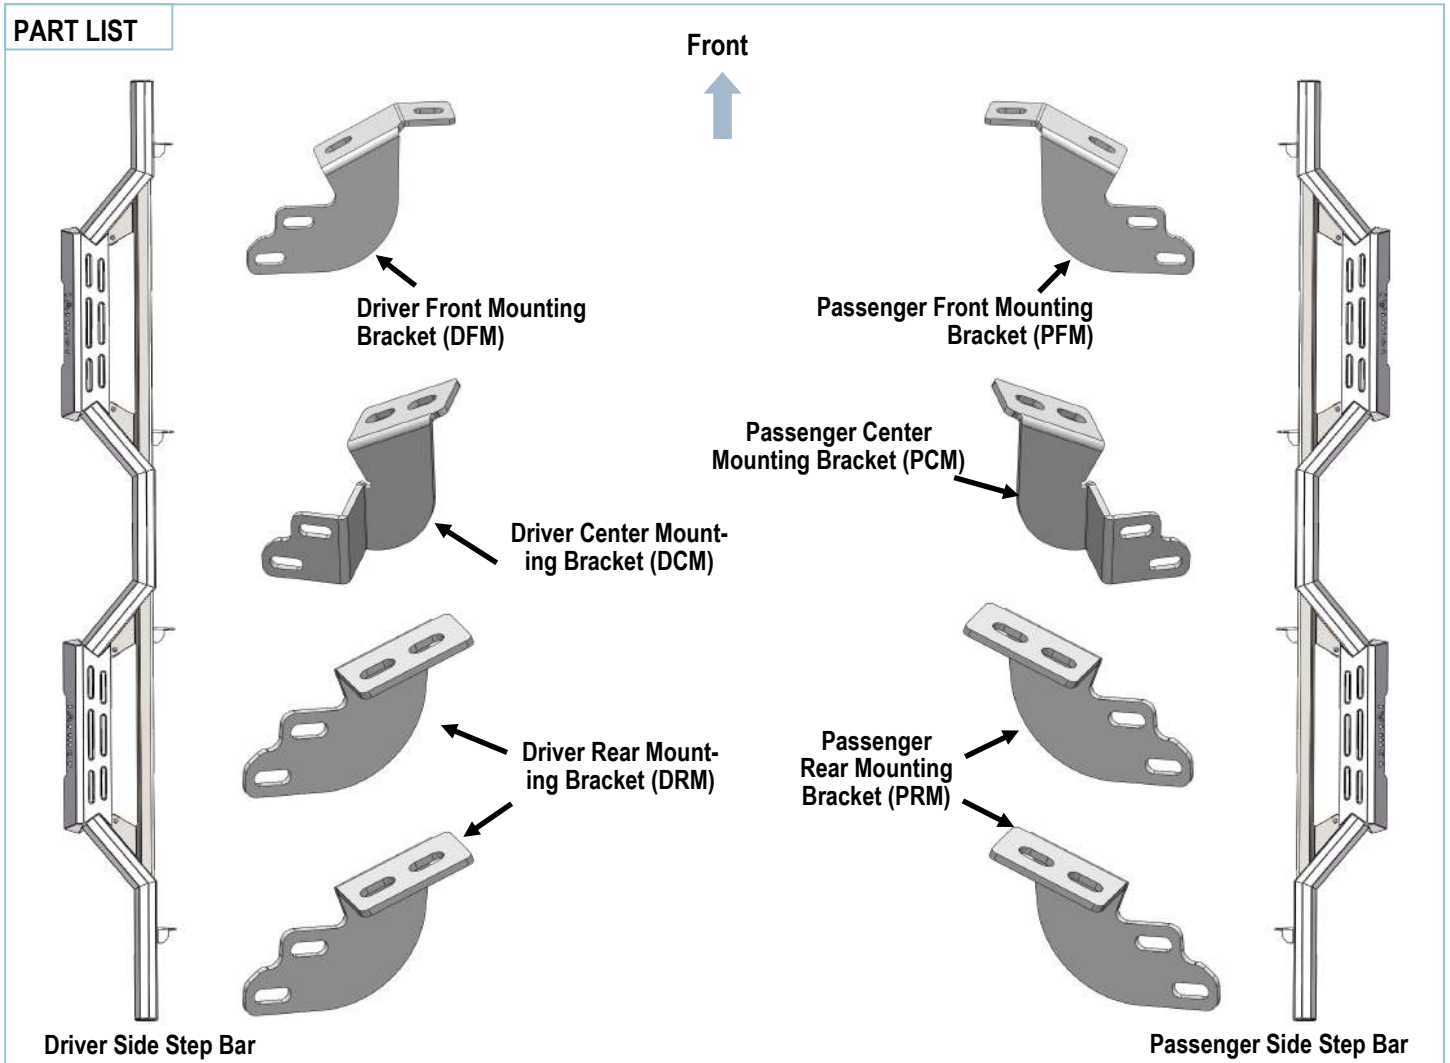 PART LIST
Front
Driver Front Mounting
Bracket (DFM)
Passenger Front Mounting
Bracket (PFM)
Passenger Center
Mounting Bracket (PCM)
Driver Center Mount-
ing Bracket (DCM)
Driver Rear Mount-
ing Bracket (DRM)
Passenger
Rear Mounting
Bracket (PRM)
Driver Side Step Bar
Passenger Side Step Bar